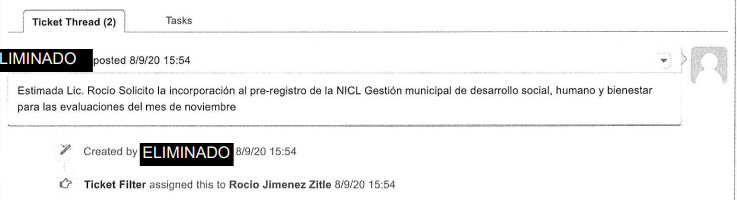 Ticket Thread (2) Tasks
ELIMINADO posted 8/9/20 15:54
Estimada Lic. Rocio Solicito la incorporación al pre-registro de la NICL Gestión municipal de desarrollo social, humano y bienestar
para las evaluaciones del mes de noviembre
Created by ELIMINADO 8/9/20 15:54
Ticket Filter assigned this to Rocio Jimenez Zitle 8/9/20 15:54